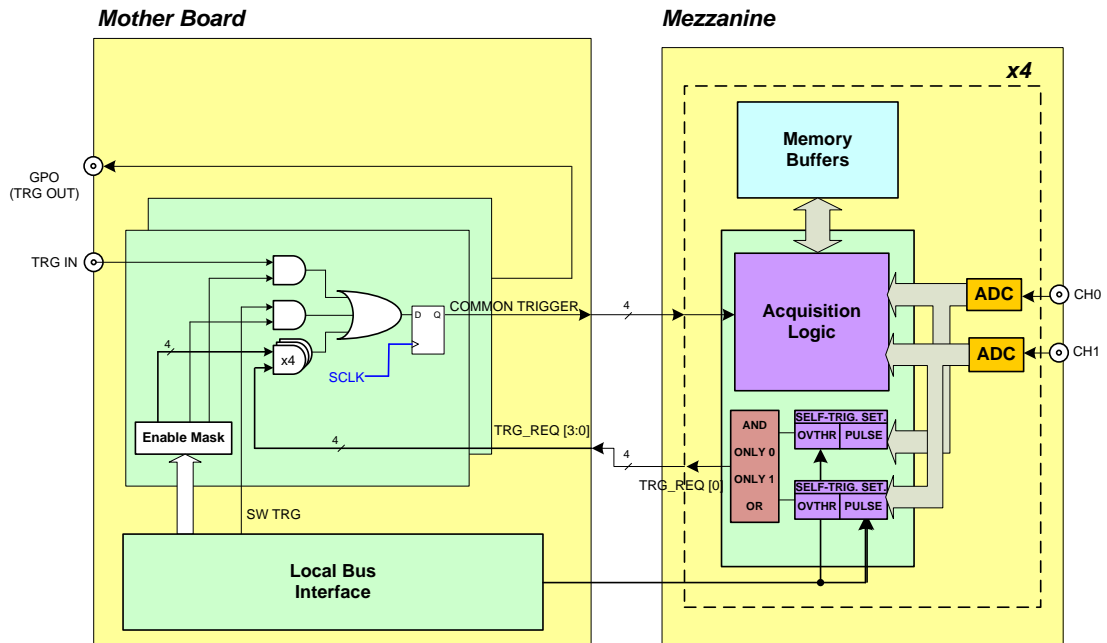 Mother Board
Mezzanine
x4
Memory
Buffers
GPO
(TRG OUT)
TRG IN
COMMON TRIGGER
4
D Q
Acquisition
Logic
ADC
CH0
ADC
CH1
4
x4
SCLK
Enable Mask
4
TRG_REQ [3:0]
4
TRG_REQ [0]
AND
ONLY 0
ONLY 1
OR
SELF-TRIG. SET.
OVTHR PULSE
SELF-TRIG. SET.
OVTHR PULSE
SW TRG
Local Bus
Interface